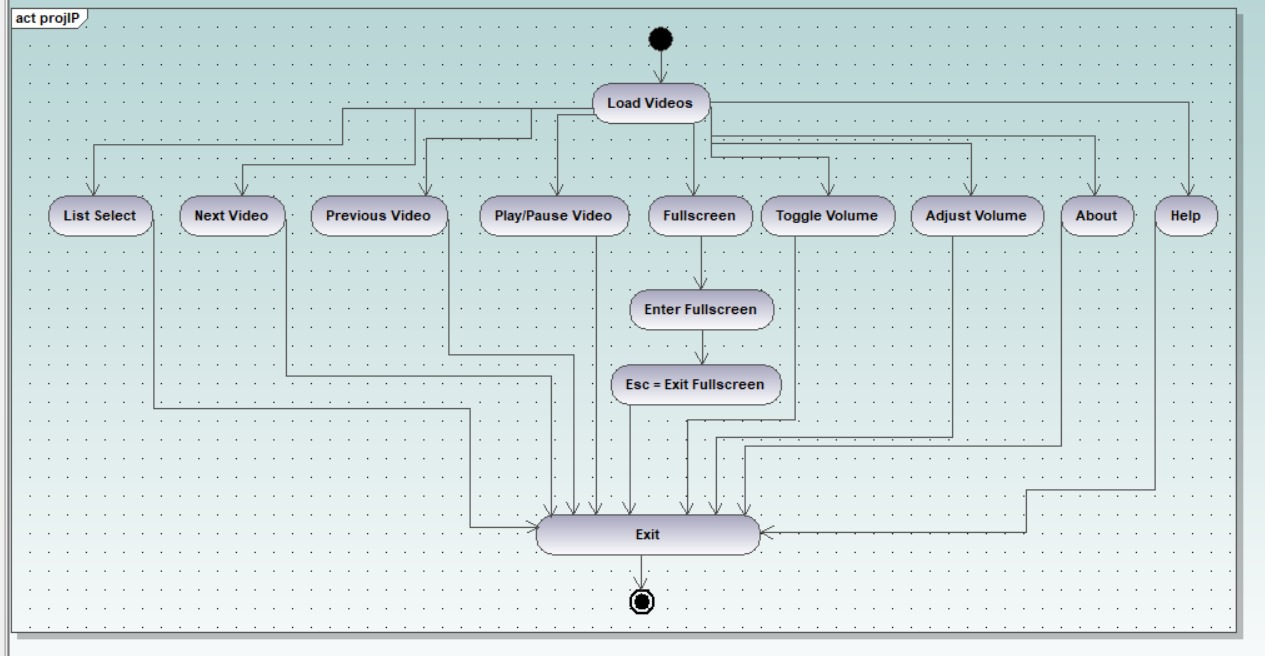 act projIP
Load Videos
List Select
Next Video
Previous Video
Play/Pause Video
Fullscreen
Toggle Volume
Adjust Volume
About
Help
Enter Fullscreen
Esc = Exit Fullscreen
Exit